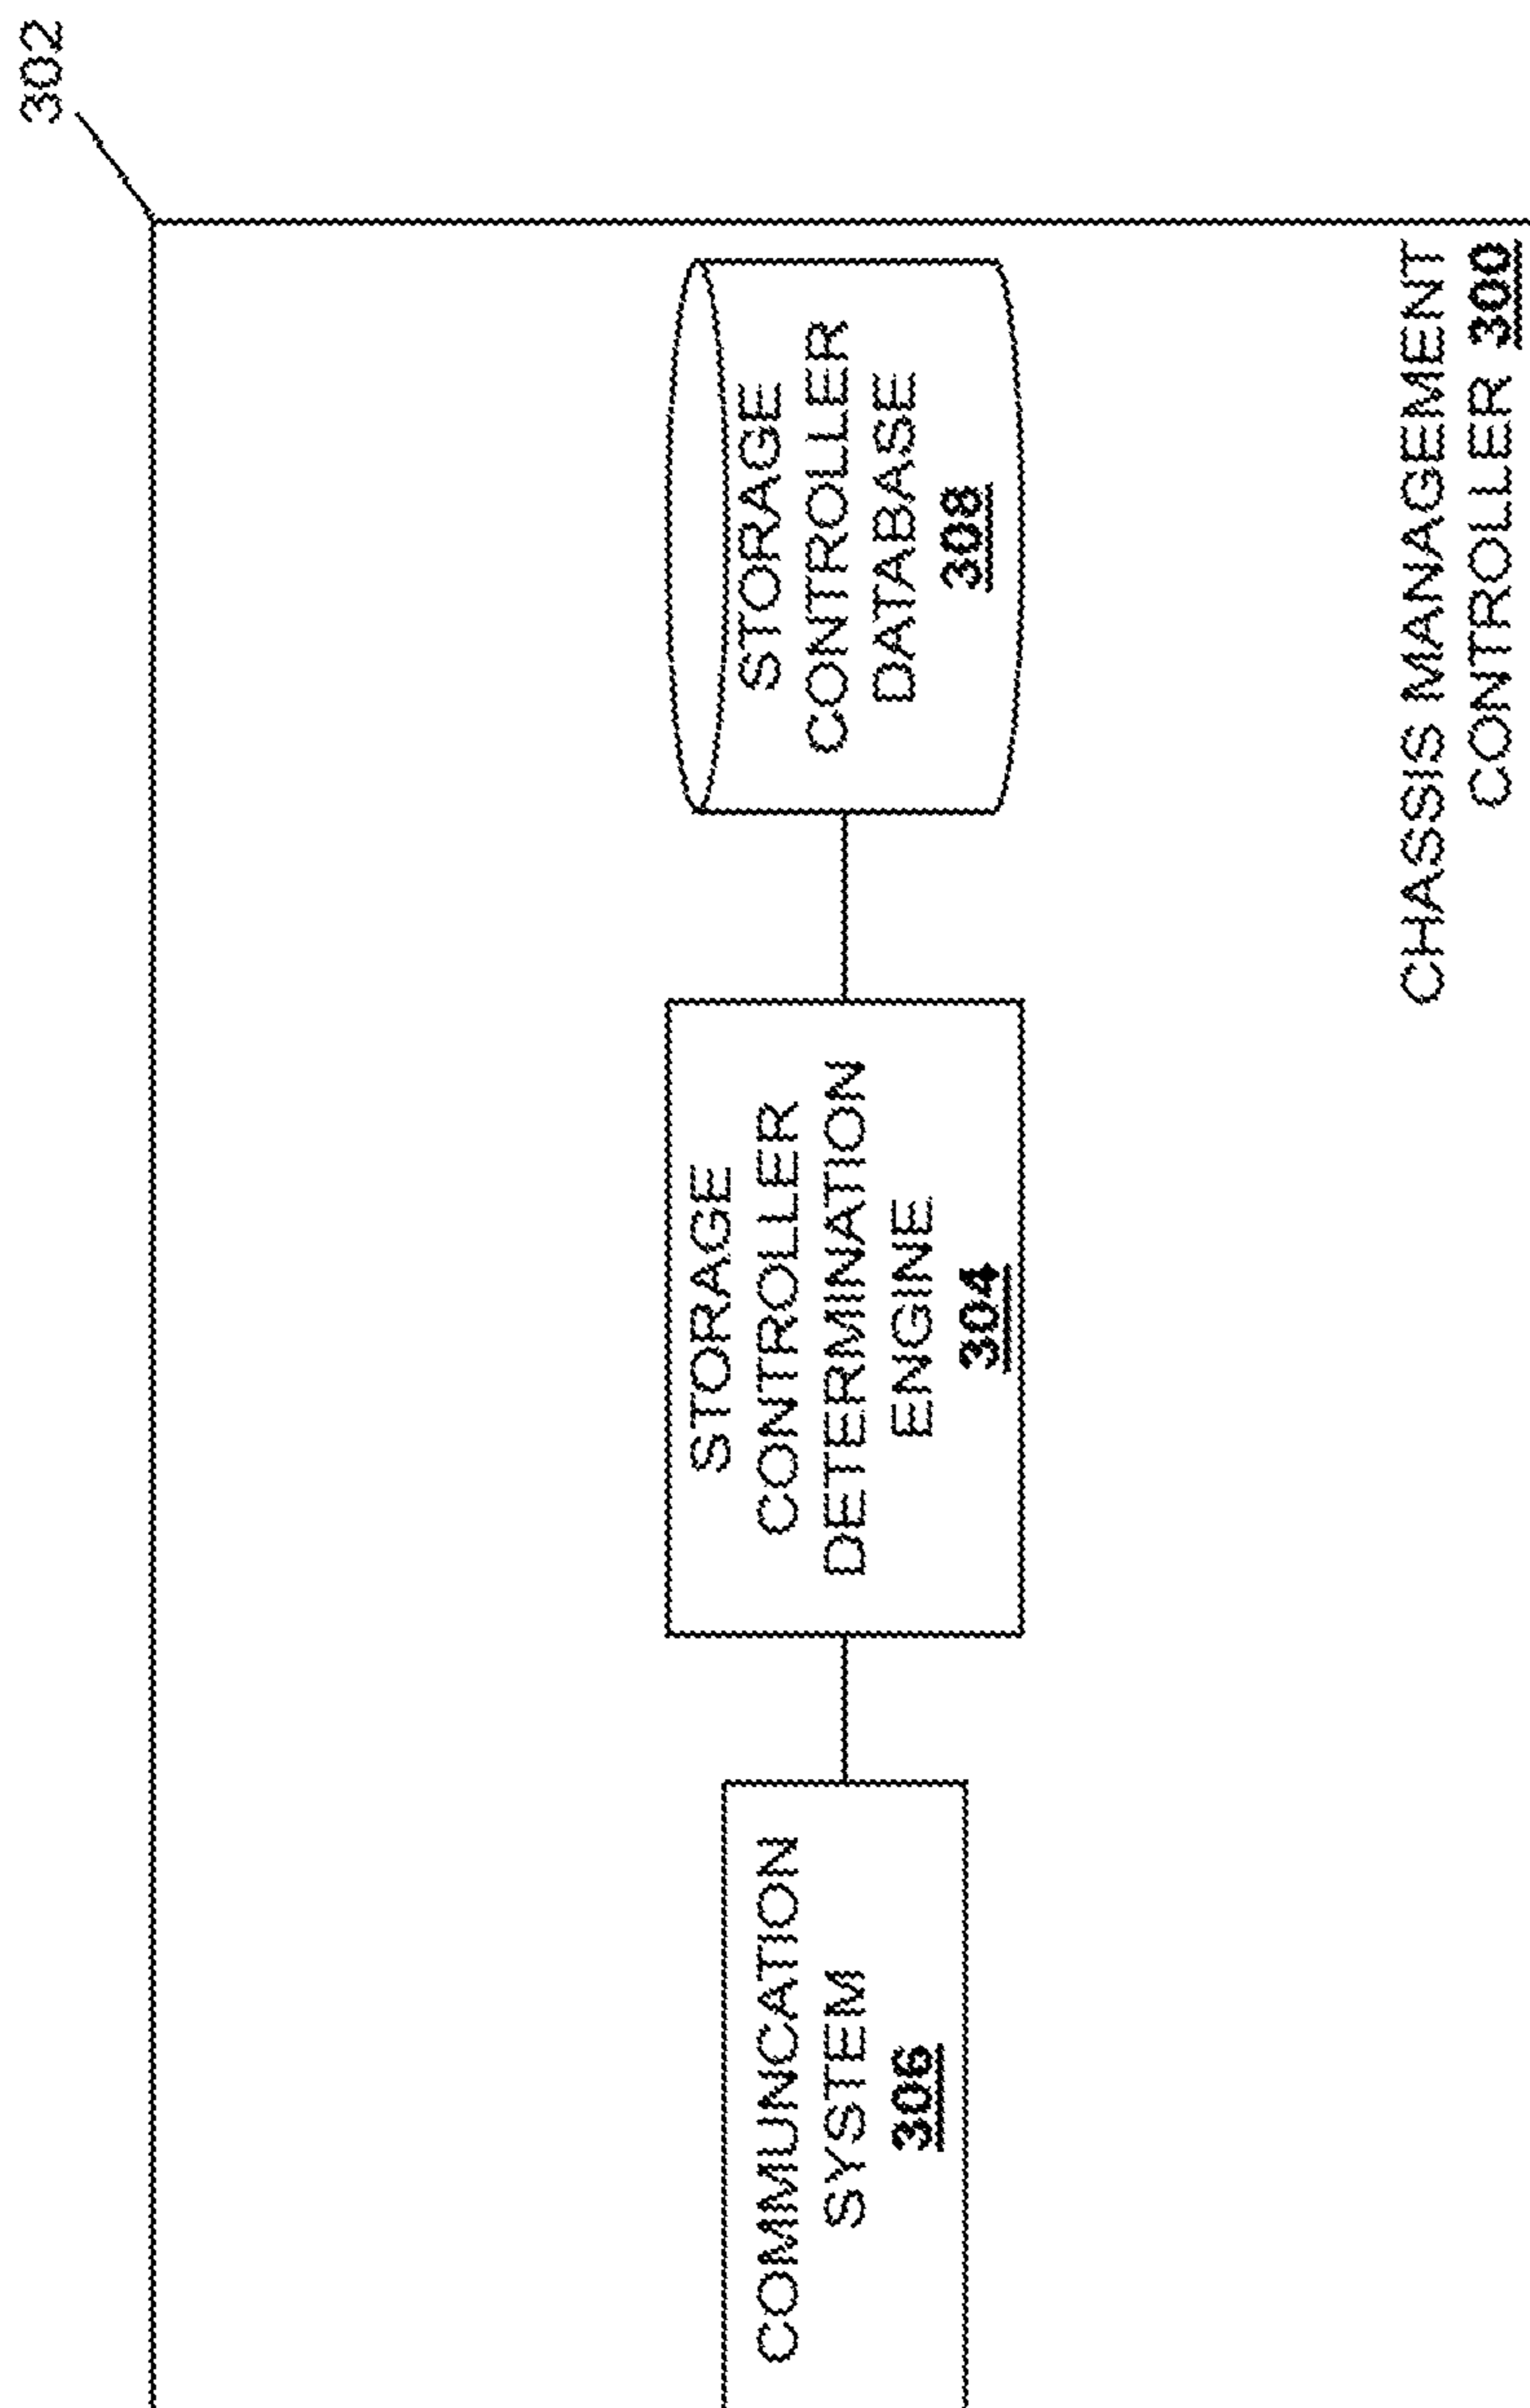 302
COMMUNCATION
SYSTEM
306
STORAGE
CONTROLLER
DETERMINATION
ENGINE
304
STORAGE
CONTROLLER
DATABASE
308
CHASSIS MANAGEMENT
CONTROLLER 300